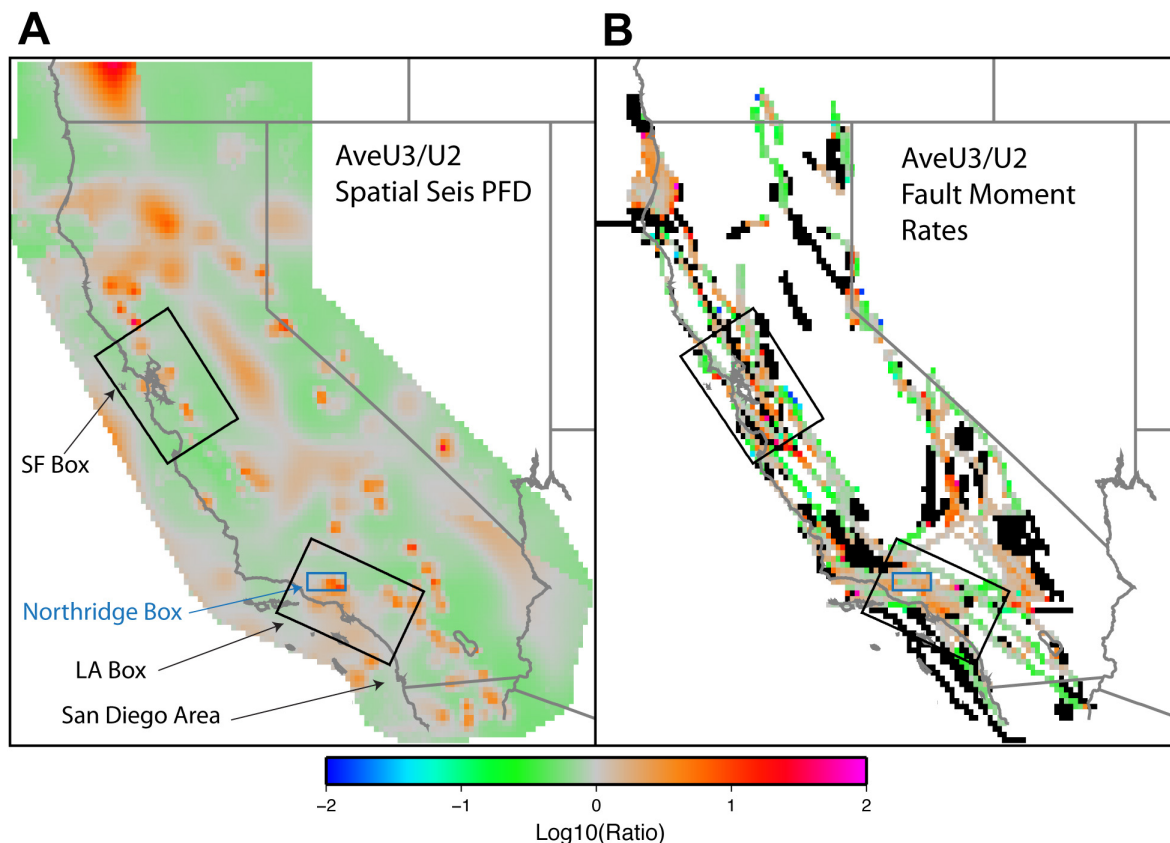 A
B
AveU3/U2
Spatial Seis PFD
AveU3/U2
Fault Moment
Rates
SF Box
Northridge Box
LA Box
San Diego Area
−2
−1
0
1
2
Log10(Ratio)